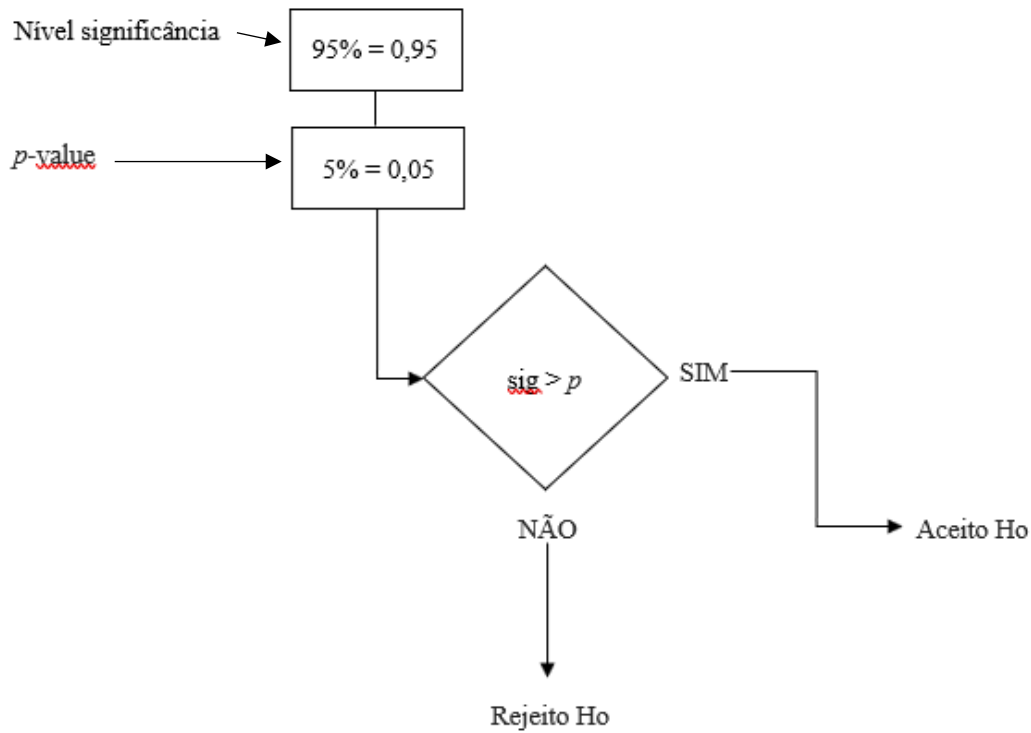 Nível significância
95% = 0,95
p-value
5% = 0,05
sig > p
SIM
NÃO
Aceito Ho
Rejeito Ho